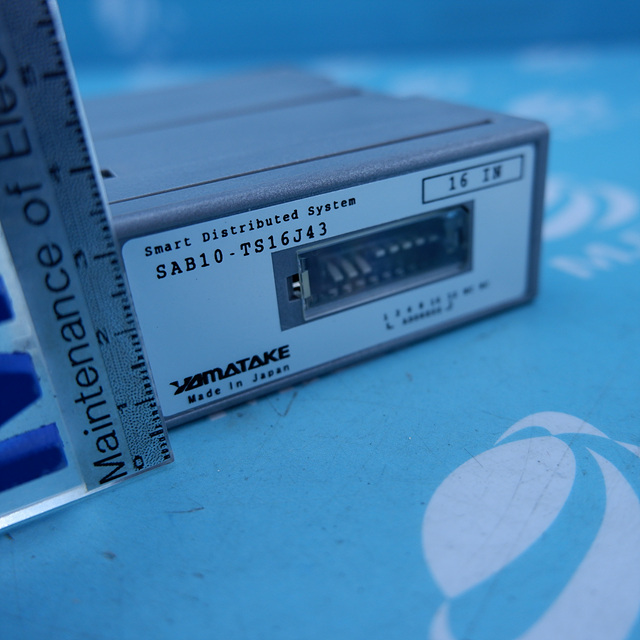 Maintenance of Elec
16 IN
Smart Distributed System
SAB10-TS16J43
YAMATAKE
Made in Japan